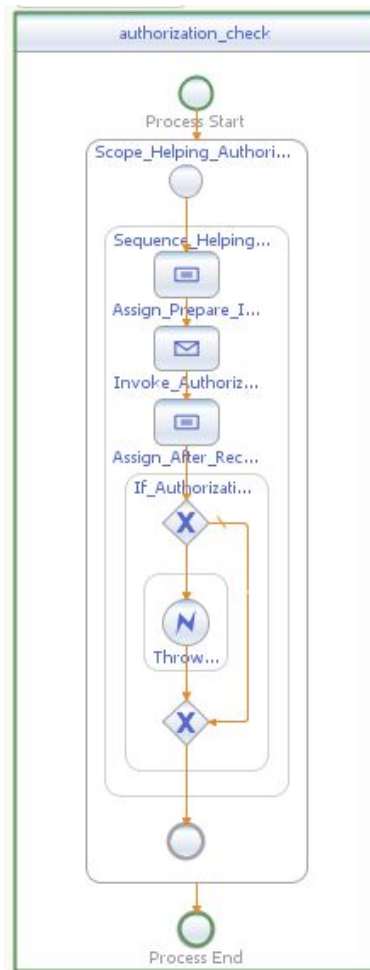 authorization_check
Process Start
Scope_Helping_Authori...
Sequence_Helping...
Assign_Prepare_I...
Invoke_Authoriz...
Assign_After_Rec...
If_Authorizati...
X
Throw...
X
Process End